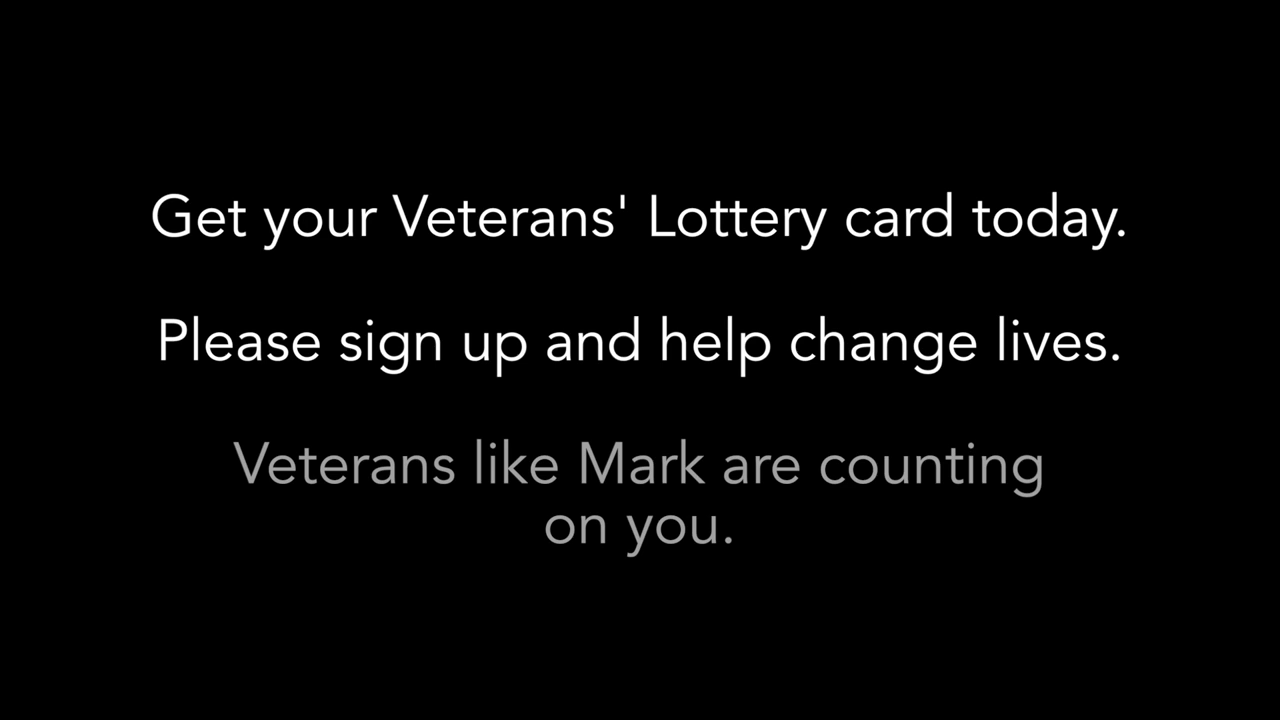 Get your Veterans' Lottery card today.
Please sign up and help change lives.
Veterans like Mark are counting
on you.